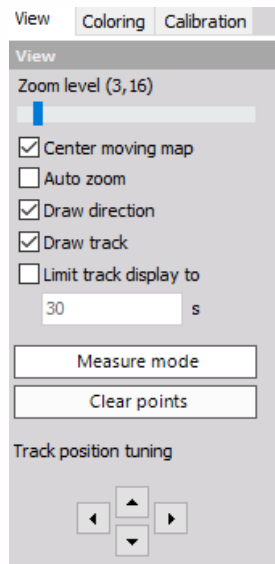 View Coloring Calibration
View
Zoom level (3,16)
Center moving map
Auto zoom
Draw direction
Draw track
Limit track display to
30 s
Measure mode
Clear points
Track position tuning